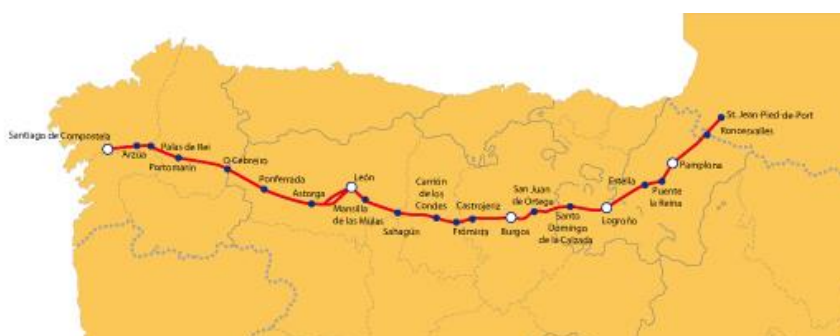 Santiago de Compostela
Arzúa
Palas de Rei
Portomarín
O Cebreiro
Ponferrada
Astorga
León
Mansilla
de las Mulas
Sahagún
Carrión
de los
Condes
Frómista
Castrojeriz
Burgos
San Juan
de Ortega
Santo
Domingo
de la Calzada
Logroño
Estella
Puente
la Reina
Pamplona
Roncesvalles
St. Jean-Pied-de-Port